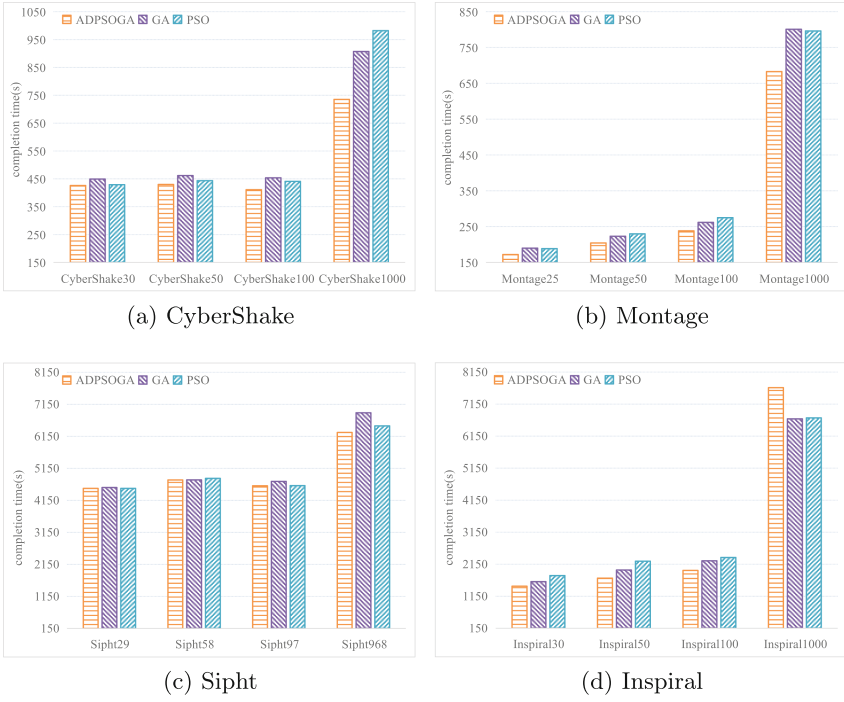 ADPSOGA GA PSO
completion time(s)
1050
950
850
750
650
550
450
350
250
150
CyberShake30 CyberShake50 CyberShake100 CyberShake1000
(a) CyberShake
ADPSOGA GA PSO
completion time(s)
850
750
650
550
450
350
250
150
Montage25 Montage50 Montage100 Montage1000
(b) Montage
ADPSOGA GA PSO
completion time(s)
8150
7150
6150
5150
4150
3150
2150
1150
150
Sipht29 Sipht58 Sipht97 Sipht968
(c) Sipht
ADPSOGA GA PSO
completion time(s)
8150
7150
6150
5150
4150
3150
2150
1150
150
Inspiral30 Inspiral50 Inspiral100 Inspiral1000
(d) Inspiral